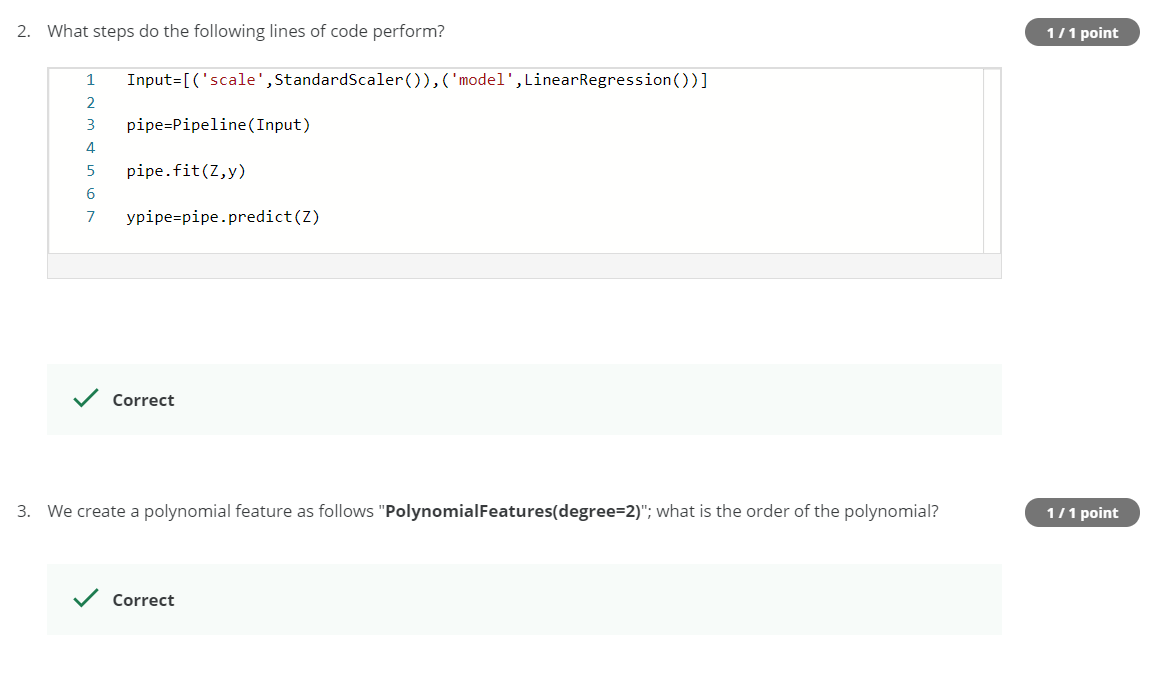 2. What steps do the following lines of code perform?
1 / 1 point
1 Input=[('scale',StandardScaler()),('model',LinearRegression())]
2
3 pipe=Pipeline(Input)
4
5 pipe.fit(Z,y)
6
7 ypipe=pipe.predict(Z)
Correct
3. We create a polynomial feature as follows "PolynomialFeatures(degree=2)"; what is the order of the polynomial?
1 / 1 point
Correct